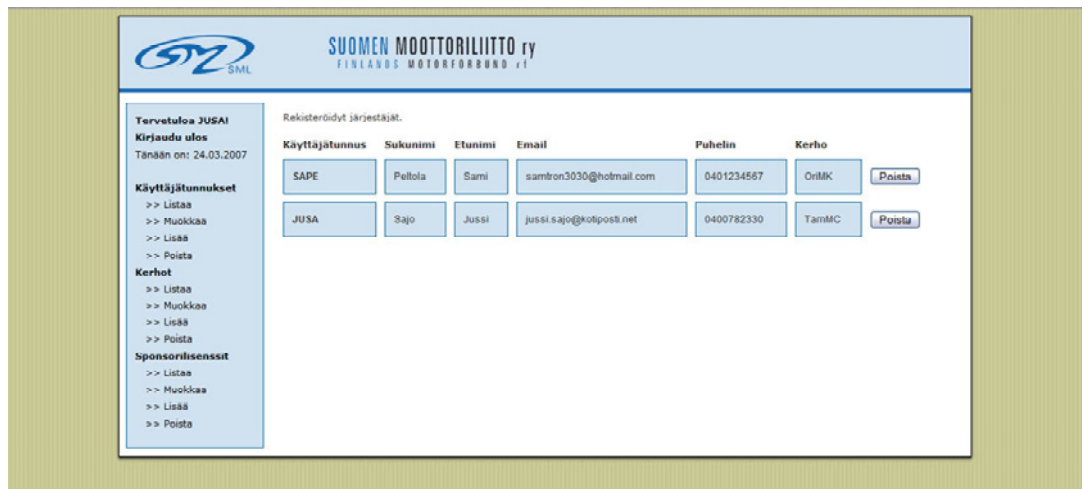 SML
SUOMEN MOOTTORILIITTO ry
FINLANDS MOTORFÖRBUND rf
Tervetuloa JUSA!
Kirjaudu ulos
Tänään on: 24.03.2007
Käyttäjätunnukset
>> Listaa
>> Muokkaa
>> Lisää
>> Poista
Kerhot
>> Listaa
>> Muokkaa
>> Lisää
>> Poista
Sponsorilisenssit
>> Listaa
>> Muokkaa
>> Lisää
>> Poista
Rekisteröidyt järjestäjät.
Käyttäjätunnus Sukunimi Etunimi Email Puhelin Kerho
SAPE Peltola Sami samtron3030@hotmail.com 0401234567 OriMK Poista
JUSA Sajo Jussi jussi.sajo@kotiposti.net 0400782330 TamMC Poista